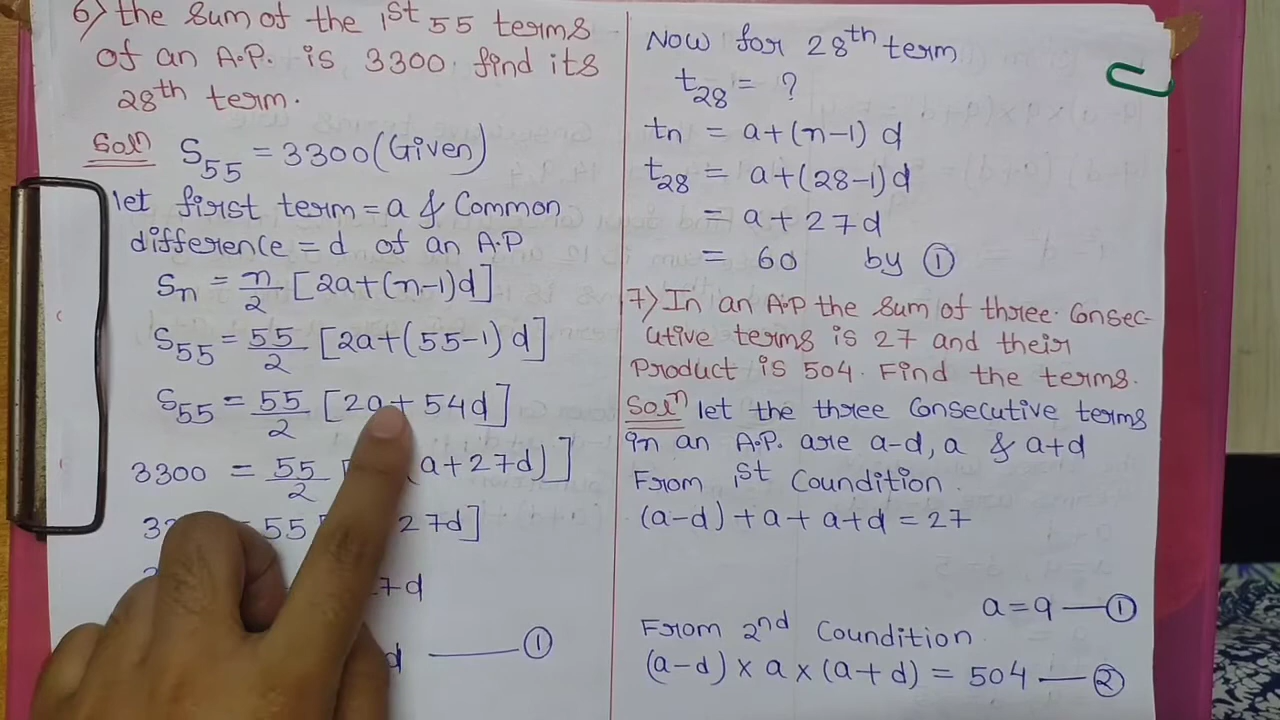 6) the sum of the 1st 55 terms
of an A.P. is 3300. find its
28th term.
Soln S55 = 3300 (Given)
let first term = a & Common
difference = d of an A.P
Sn = n/2 [2a+(n-1)d]
S55 = 55/2 [2a+(55-1)d]
S55 = 55/2 [2a+54d]
3300 = 55/2 [ (a+27d)]
55 27d]
7d
d —— ①
Now for 28th term
t28 = ?
tn = a+(n-1) d
t28 = a+(28-1)d
= a+27d
= 60 by ①
7) In an A.P the sum of three Consec-
utive terms is 27 and their
Product is 504. Find the terms.
Soln let the three Consecutive terms
in an A.P. are a-d, a & a+d
From 1st Coundition
(a-d)+a+a+d = 27
a=9 — ①
From 2nd Coundition
(a-d) x a x (a+d) = 504 — ②